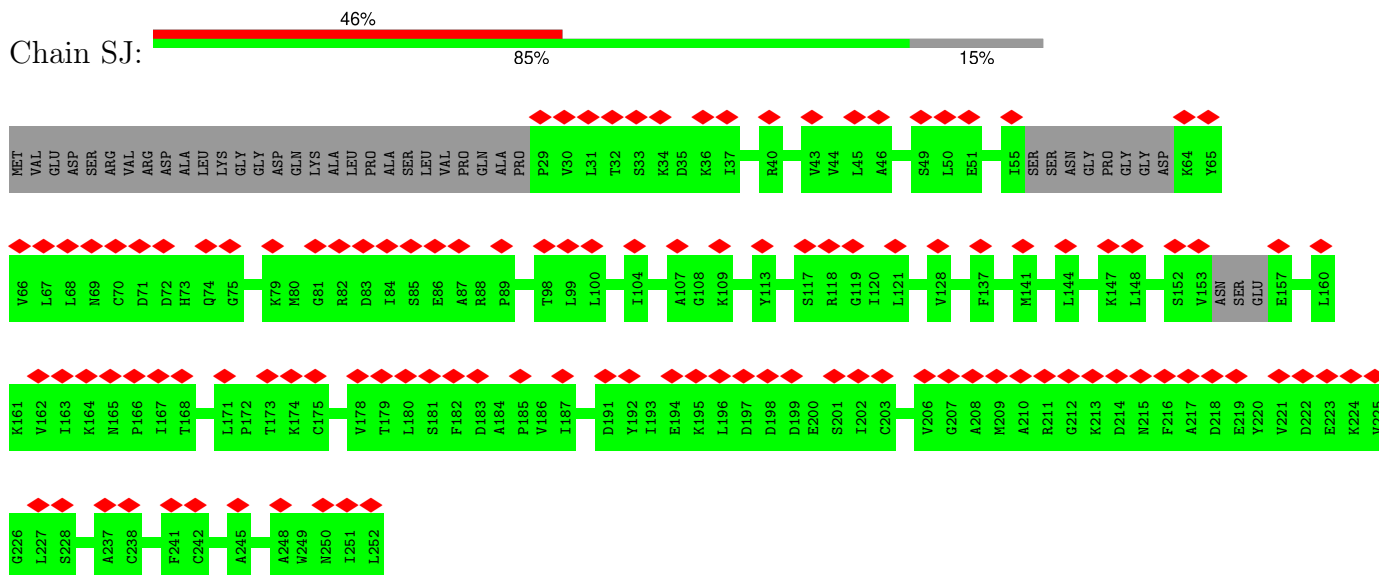 46%
Chain SJ:
85% 15%
MET VAL GLU ASP SER ARG VAL ARG ASP ALA LEU LYS GLY GLY ASP GLN LYS ALA LEU PRO ALA SER LEU VAL PRO GLN ALA PRO P29 V30 L31 T32 S33 K34 D35 K36 I37 R40 V43 V44 L45 A46 S49 L50 E51 I55 SER SER ASN GLY PRO GLY GLY ASP K64 Y65
V66 L67 L68 N69 C70 D71 D72 H73 Q74 G75 K79 M80 G81 R82 D83 I84 S85 E86 A87 R88 P89 T98 L99 L100 I104 A107 G108 K109 Y113 S117 R118 G119 I120 L121 V128 F137 M141 L144 K147 L148 S152 V153 ASN SER GLU E157 L160
K161 V162 I163 K164 N165 P166 I167 T168 L171 P172 T173 K174 C175 V178 T179 L180 S181 F182 D183 A184 P185 V186 I187 D191 Y192 I193 E194 K195 L196 D197 D198 D199 E200 S201 I202 C203 V206 G207 A208 M209 A210 R211 G212 K213 D214 N215 F216 A217 D218 E219 Y220 V221 D222 E223 K224
G226 L227 S228 A237 C238 F241 C242 A245 A248 W249 N250 I251 L252